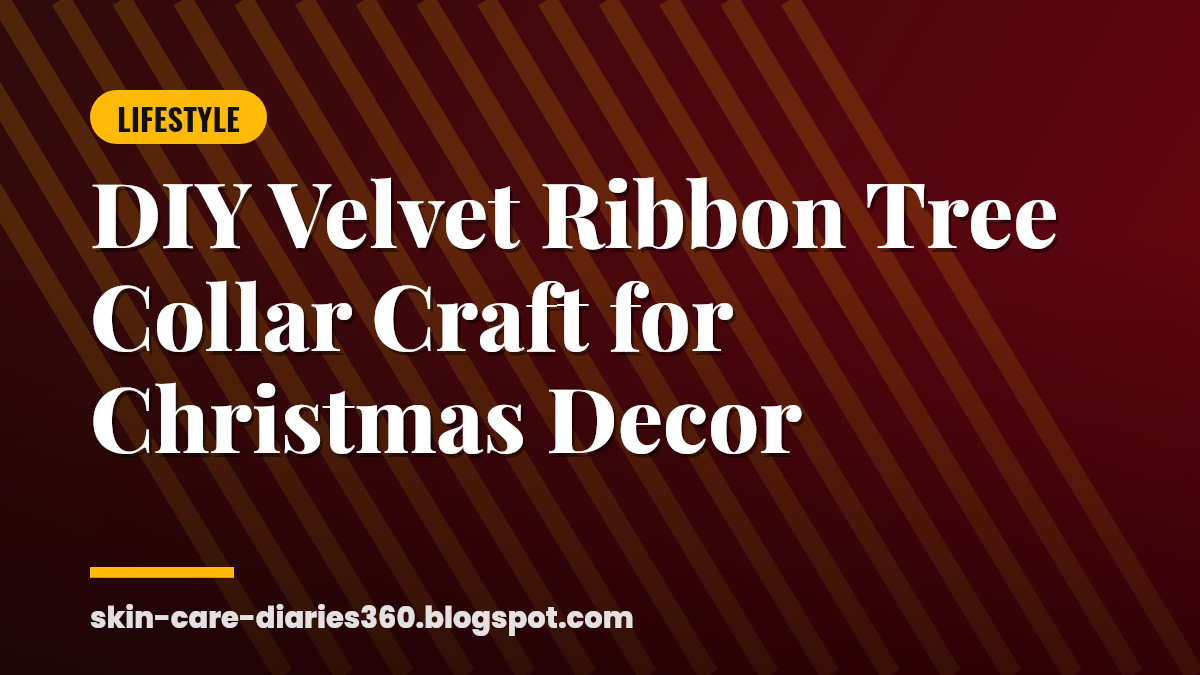 LIFESTYLE
DIY Velvet Ribbon Tree
Collar Craft for
Christmas Decor
skin-care-diaries360.blogspot.com